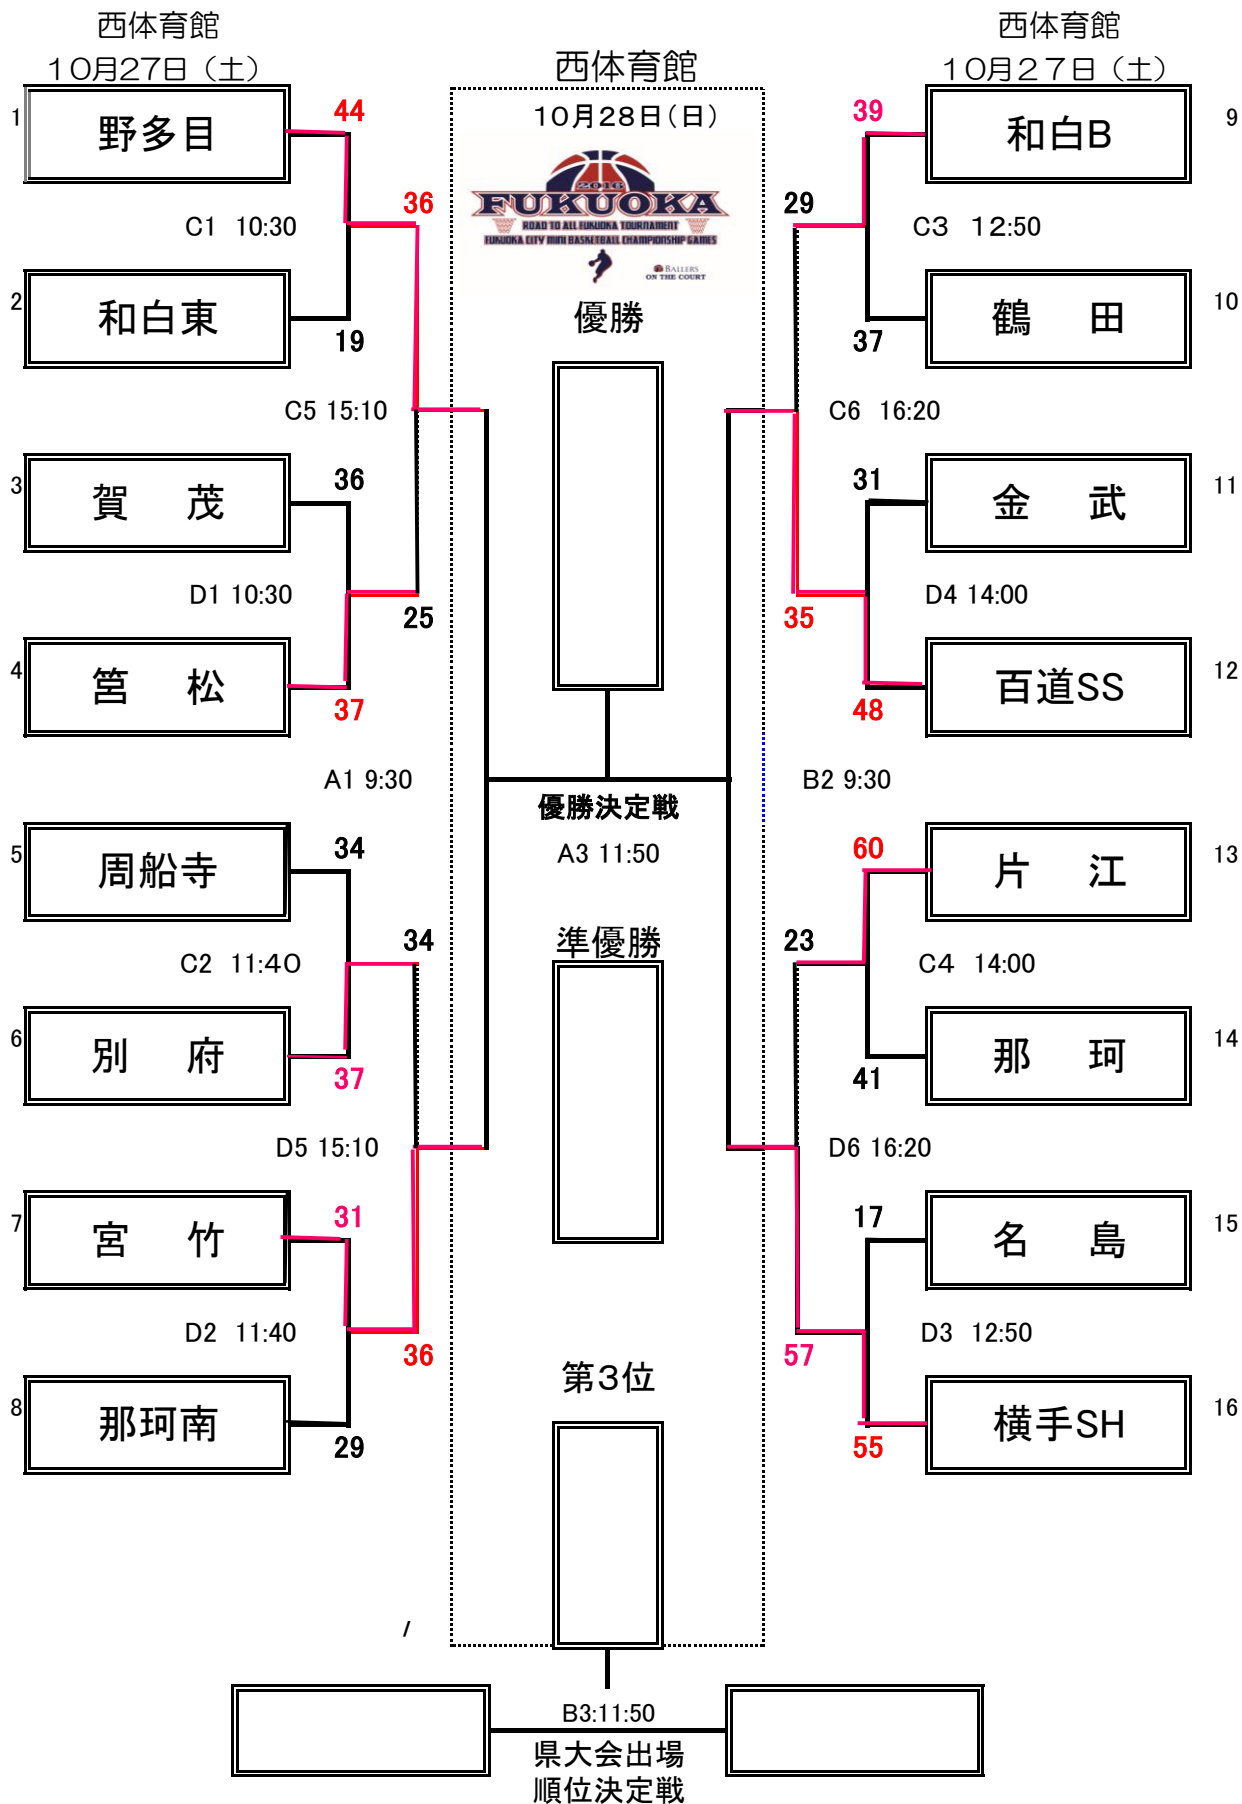 西体育館
10月27日（土）
西体育館
10月28日（日）
西体育館
10月27日（土）
2016
FUKUOKA
ROAD TO ALL FUKUOKA TOURNAMENT
FUKUOKA CITY MINI BASKETBALL CHAMPIONSHIP GAMES
BALLERS
ON THE COURT
優勝
1
野多目
44
C1 10:30
36
2
和白東
19
C5 15:10
3
賀　茂
36
D1 10:30
25
4
筥　松
37
A1 9:30
5
周船寺
34
C2 11:40
34
6
別　府
37
D5 15:10
7
宮　竹
31
D2 11:40
36
8
那珂南
29
優勝決定戦
A3 11:50
準優勝
第3位
39
和白B
9
29
C3 12:50
37
鶴　田
10
C6 16:20
31
金　武
11
35
D4 14:00
48
百道SS
12
B2 9:30
60
片　江
13
23
C4 14:00
41
那　珂
14
D6 16:20
17
名　島
15
57
D3 12:50
55
横手SH
16
/
B3:11:50
県大会出場
順位決定戦